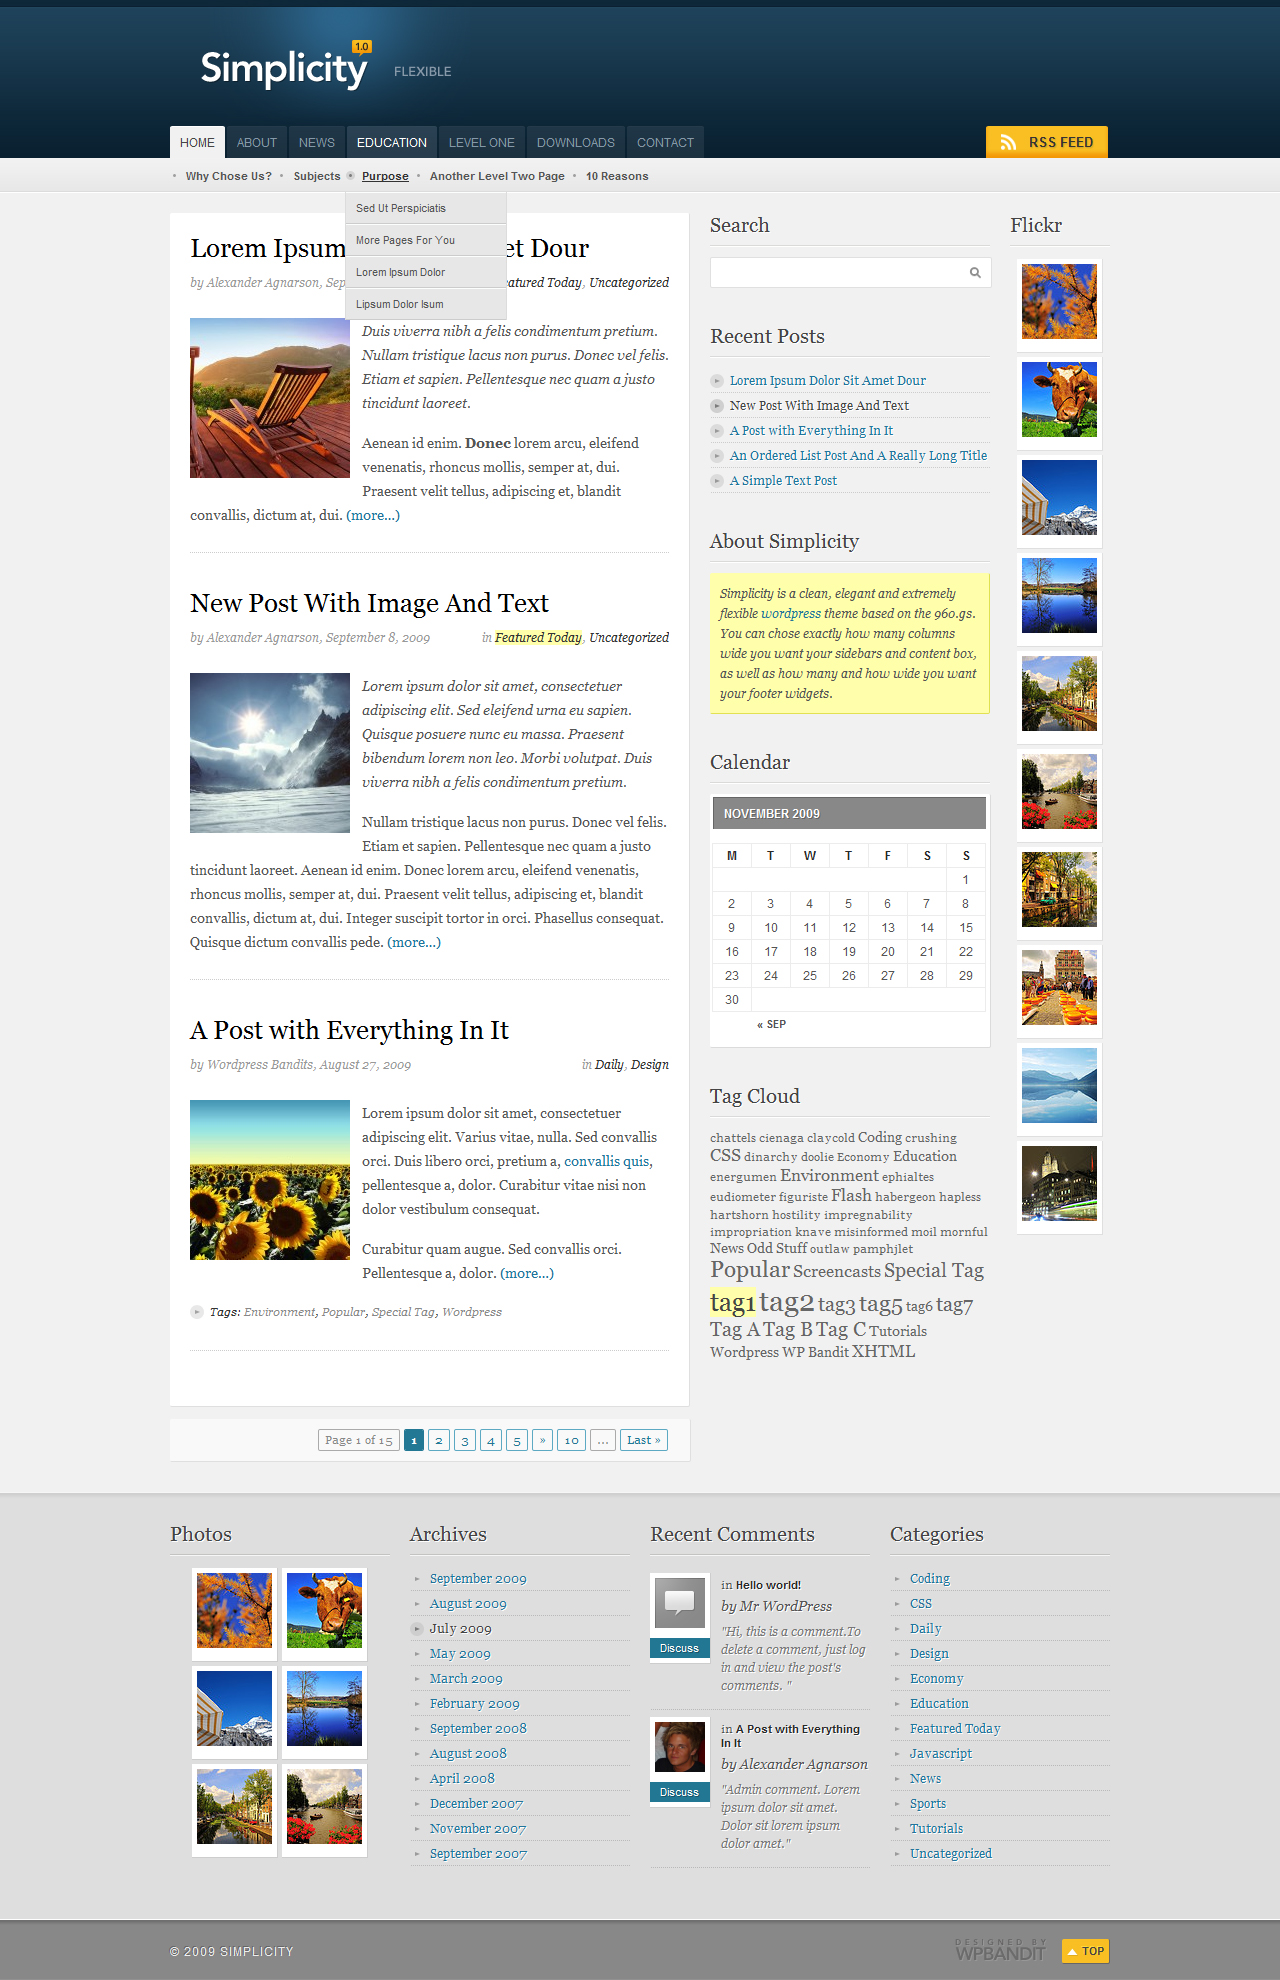 Simplicity 1.0
FLEXIBLE
HOME ABOUT NEWS EDUCATION LEVEL ONE DOWNLOADS CONTACT
RSS FEED
Why Chose Us? Subjects Purpose Another Level Two Page 10 Reasons
Sed Ut Perspiciatis
More Pages For You
Lorem Ipsum Dolor
Lipsum Dolor Isum
Lorem Ipsum et Dour
by Alexander Agnarson, Sep atured Today, Uncategorized
Duis viverra nibh a felis condimentum pretium.
Nullam tristique lacus non purus. Donec vel felis.
Etiam et sapien. Pellentesque nec quam a justo
tincidunt laoreet.
Aenean id enim. Donec lorem arcu, eleifend
venenatis, rhoncus mollis, semper at, dui.
Praesent velit tellus, adipiscing et, blandit
convallis, dictum at, dui. (more...)
New Post With Image And Text
by Alexander Agnarson, September 8, 2009 in Featured Today, Uncategorized
Lorem ipsum dolor sit amet, consectetuer
adipiscing elit. Sed eleifend urna eu sapien.
Quisque posuere nunc eu massa. Praesent
bibendum lorem non leo. Morbi volutpat. Duis
viverra nibh a felis condimentum pretium.
Nullam tristique lacus non purus. Donec vel felis.
Etiam et sapien. Pellentesque nec quam a justo
tincidunt laoreet. Aenean id enim. Donec lorem arcu, eleifend venenatis,
rhoncus mollis, semper at, dui. Praesent velit tellus, adipiscing et, blandit
convallis, dictum at, dui. Integer suscipit tortor in orci. Phasellus consequat.
Quisque dictum convallis pede. (more...)
A Post with Everything In It
by Wordpress Bandits, August 27, 2009 in Daily, Design
Lorem ipsum dolor sit amet, consectetuer
adipiscing elit. Varius vitae, nulla. Sed convallis
orci. Duis libero orci, pretium a, convallis quis,
pellentesque a, dolor. Curabitur vitae nisi non
dolor vestibulum consequat.
Curabitur quam augue. Sed convallis orci.
Pellentesque a, dolor. (more...)
Tags: Environment, Popular, Special Tag, Wordpress
Page 1 of 15 1 2 3 4 5 » 10 ... Last »
Search
Recent Posts
Lorem Ipsum Dolor Sit Amet Dour
New Post With Image And Text
A Post with Everything In It
An Ordered List Post And A Really Long Title
A Simple Text Post
About Simplicity
Simplicity is a clean, elegant and extremely
flexible wordpress theme based on the 960.gs.
You can chose exactly how many columns
wide you want your sidebars and content box,
as well as how many and how wide you want
your footer widgets.
Calendar
NOVEMBER 2009
M T W T F S S
1
2 3 4 5 6 7 8
9 10 11 12 13 14 15
16 17 18 19 20 21 22
23 24 25 26 27 28 29
30
« SEP
Tag Cloud
chattels cienaga claycold Coding crushing
CSS dinarchy doolie Economy Education
energumen Environment ephialtes
eudiometer figuriste Flash habergeon hapless
hartshorn hostility impregnability
impropriation knave misinformed moil mornful
News Odd Stuff outlaw pamphjlet
Popular Screencasts Special Tag
tag1 tag2 tag3 tag5 tag6 tag7
Tag A Tag B Tag C Tutorials
Wordpress WP Bandit XHTML
Flickr
Photos
Archives
September 2009
August 2009
July 2009
May 2009
March 2009
February 2009
September 2008
August 2008
April 2008
December 2007
November 2007
September 2007
Recent Comments
in Hello world!
by Mr WordPress
"Hi, this is a comment.To
delete a comment, just log
in and view the post's
comments. "
Discuss
in A Post with Everything
In It
by Alexander Agnarson
"Admin comment. Lorem
ipsum dolor sit amet.
Dolor sit lorem ipsum
dolor amet."
Discuss
Categories
Coding
CSS
Daily
Design
Economy
Education
Featured Today
Javascript
News
Sports
Tutorials
Uncategorized
© 2009 SIMPLICITY
DESIGNED BY
WPBANDIT
TOP